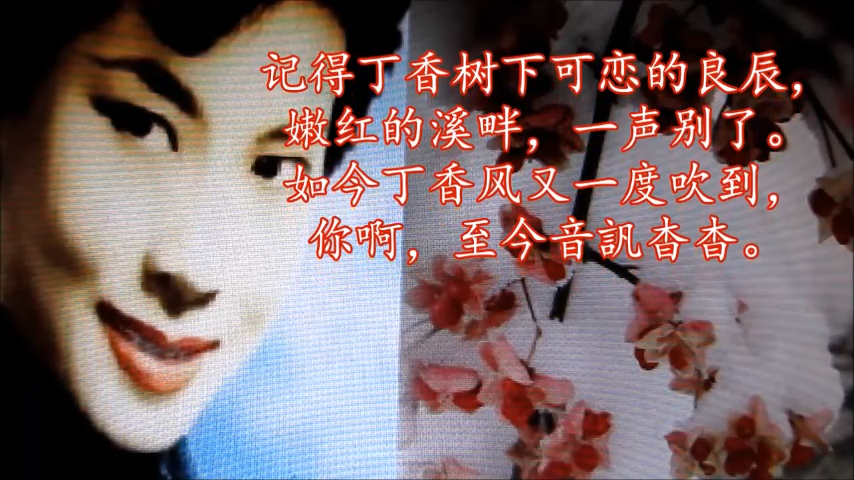 记得丁香树下可恋的良辰，
嫩红的溪畔，一声别了。
如今丁香风又一度吹到，
你啊，至今音訊杳杳。